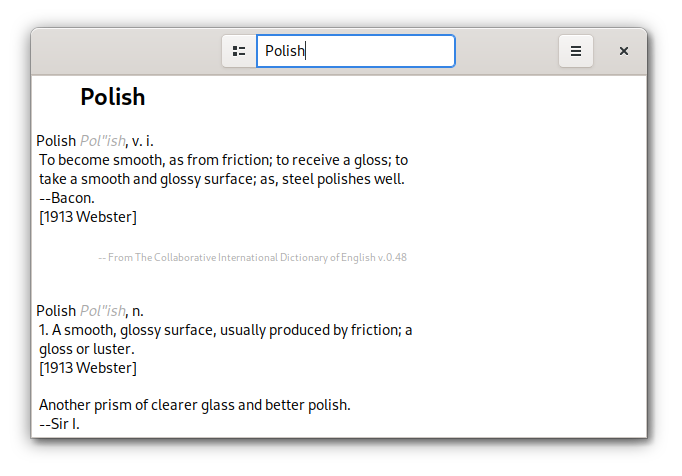 Polish
Polish
Polish Pol"ish, v. i.
To become smooth, as from friction; to receive a gloss; to
take a smooth and glossy surface; as, steel polishes well.
--Bacon.
[1913 Webster]
-- From The Collaborative International Dictionary of English v.0.48
Polish Pol"ish, n.
1. A smooth, glossy surface, usually produced by friction; a
gloss or luster.
[1913 Webster]
Another prism of clearer glass and better polish.
--Sir I.